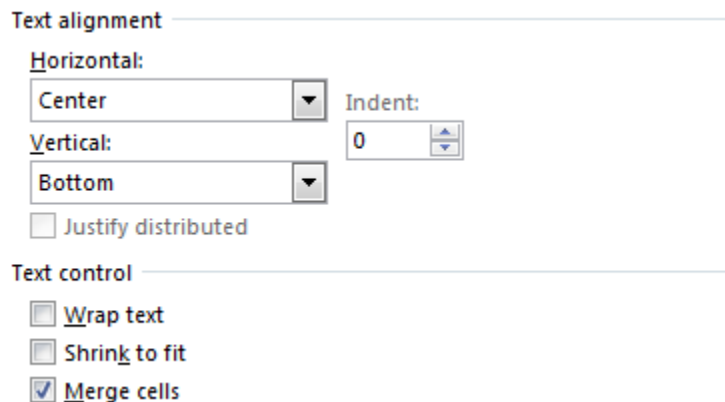 Text alignment
Horizontal:
Center
Indent:
Vertical:
0
Bottom
Justify distributed
Text control
Wrap text
Shrink to fit
Merge cells